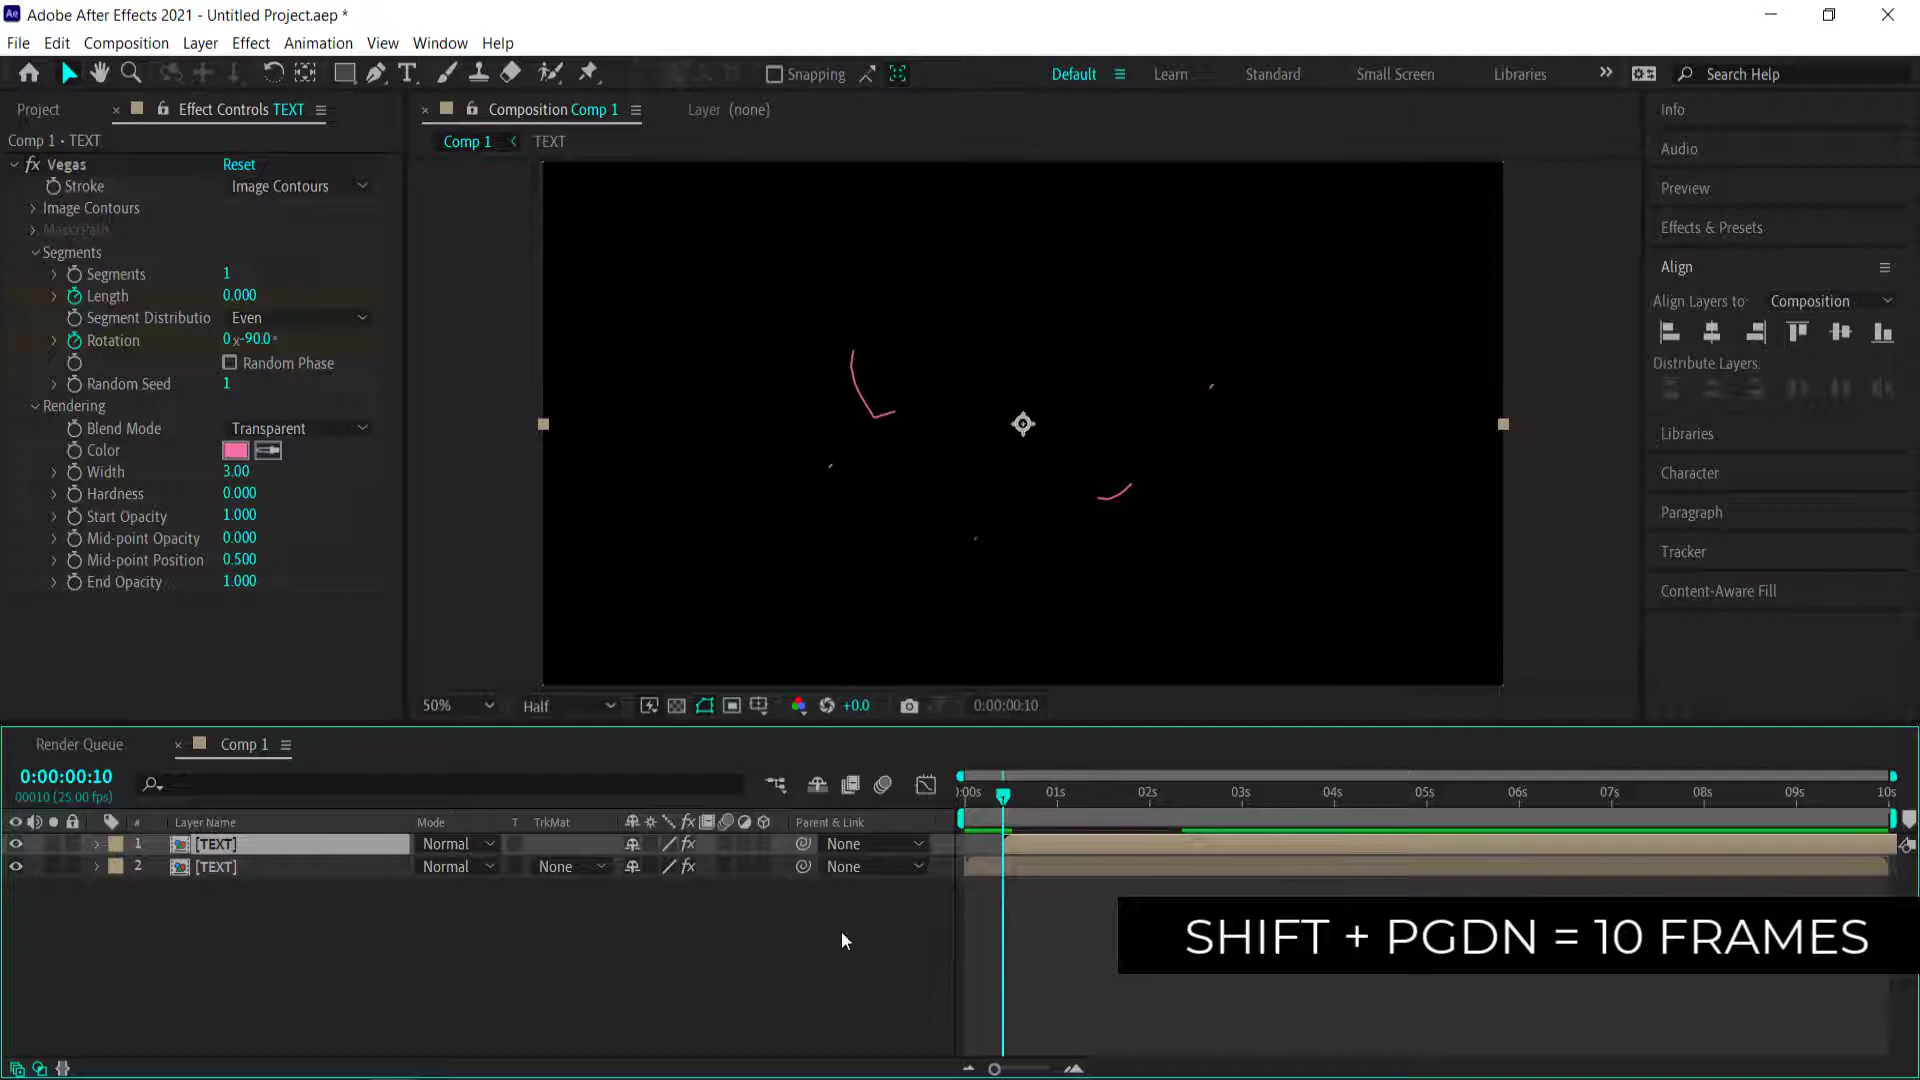 Adobe After Effects 2021 - Untitled Project.aep *
File Edit Composition Layer Effect Animation View Window Help
Snapping Default Learn Standard Small Screen Libraries Search Help
Project Effect Controls TEXT Composition Comp 1 Layer (none) Info
Comp 1 • TEXT Comp 1 TEXT Audio
fx Vegas Reset
Stroke Image Contours Preview
Image Contours
Mask/Path Effects & Presets
Segments
Segments 1 Align
Length 0.000 Align Layers to: Composition
Segment Distributio Even
Rotation 0 x-90.0°
Random Phase Distribute Layers:
Random Seed 1
Rendering
Blend Mode Transparent Libraries
Color
Width 3.00 Character
Hardness 0.000
Start Opacity 1.000 Paragraph
Mid-point Opacity 0.000 Tracker
Mid-point Position 0.500
End Opacity 1.000 Content-Aware Fill
50% Half +0.0 0:00:00:10
Render Queue Comp 1
0:00:00:10
00010 (25.00 fps)
):00s 01s 02s 03s 04s 05s 06s 07s 08s 09s 10s
# Layer Name Mode T TrkMat fx Parent & Link
1 [TEXT] Normal fx None
2 [TEXT] Normal None fx None
SHIFT + PGDN = 10 FRAMES